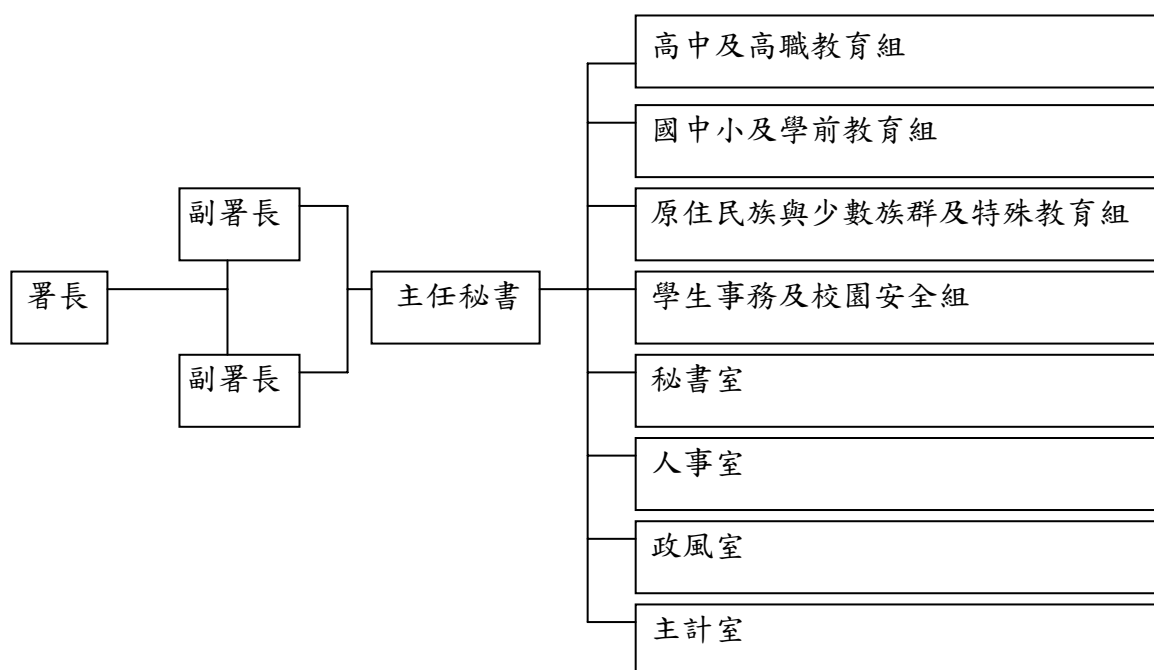 署長
副署長
副署長
主任秘書
高中及高職教育組
國中小及學前教育組
原住民族與少數族群及特殊教育組
學生事務及校園安全組
秘書室
人事室
政風室
主計室